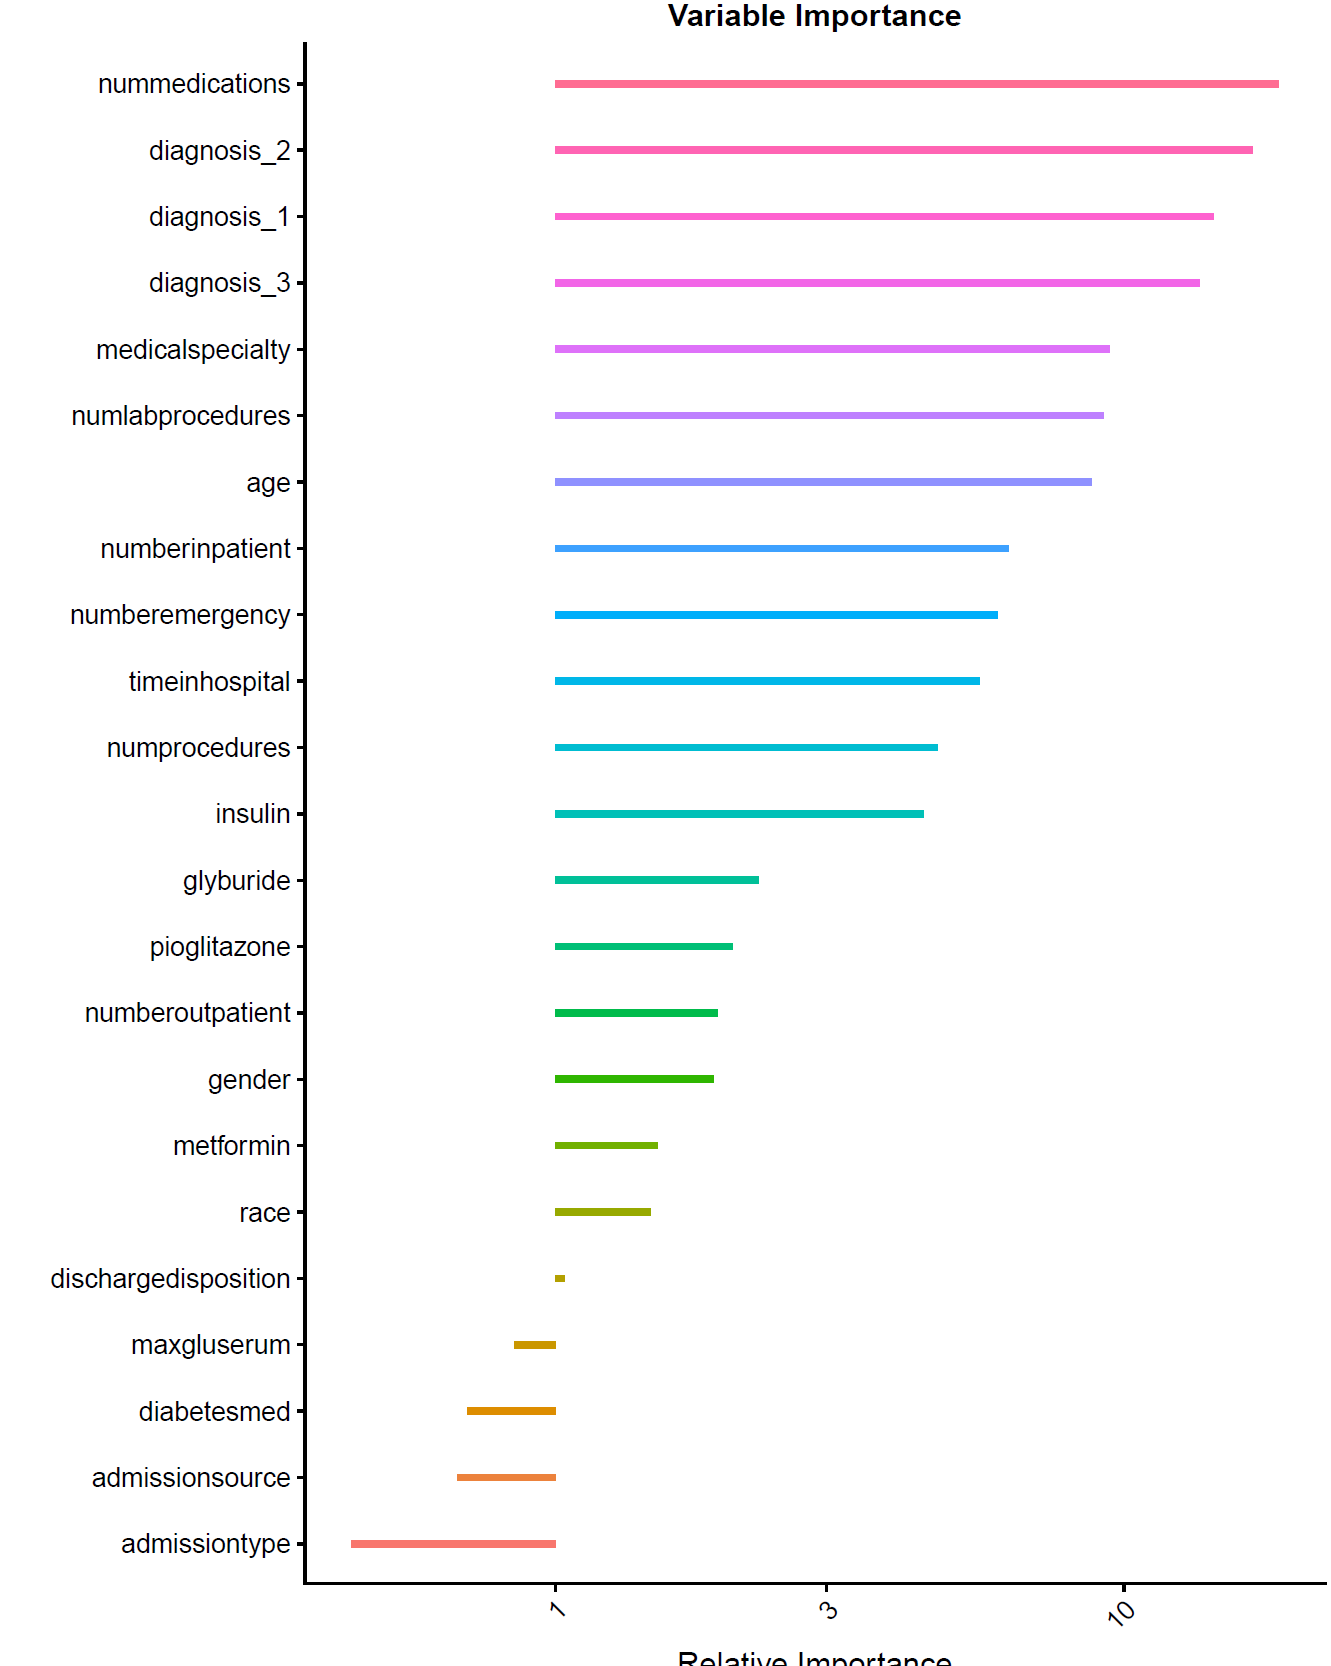 Variable Importance
nummedications
diagnosis_2
diagnosis_1
diagnosis_3
medicalspecialty
numlabprocedures
age
numberinpatient
numberemergency
timeinhospital
numprocedures
insulin
glyburide
pioglitazone
numberoutpatient
gender
metformin
race
dischargedisposition
maxgluserum
diabetesmed
admissionsource
admissiontype
1 3 10
Relative Importance